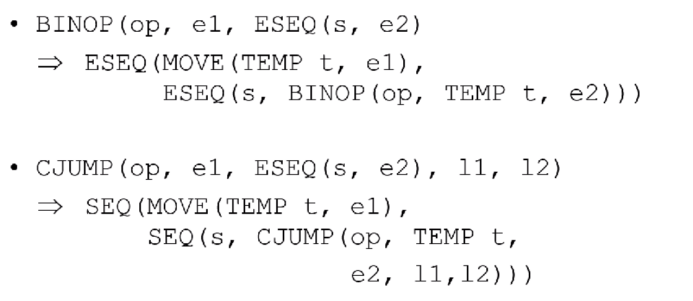 • BINOP(op, e1, ESEQ(s, e2)
⇒ ESEQ(MOVE(TEMP t, e1),
ESEQ(s, BINOP(op, TEMP t, e2)))
• CJUMP(op, e1, ESEQ(s, e2), l1, l2)
⇒ SEQ(MOVE(TEMP t, e1),
SEQ(s, CJUMP(op, TEMP t,
e2, l1,l2)))